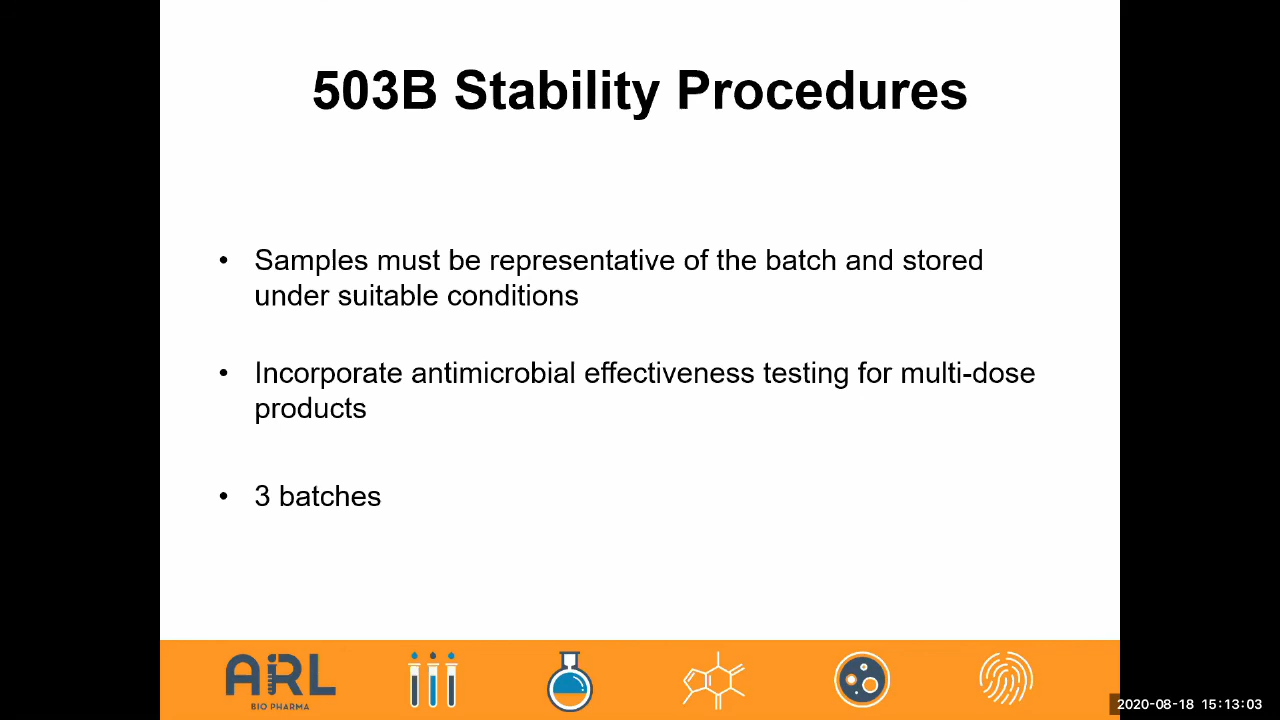 503B Stability Procedures
• Samples must be representative of the batch and stored
under suitable conditions
• Incorporate antimicrobial effectiveness testing for multi-dose
products
• 3 batches
ARL
BIO PHARMA
2020-08-18 15:13:03